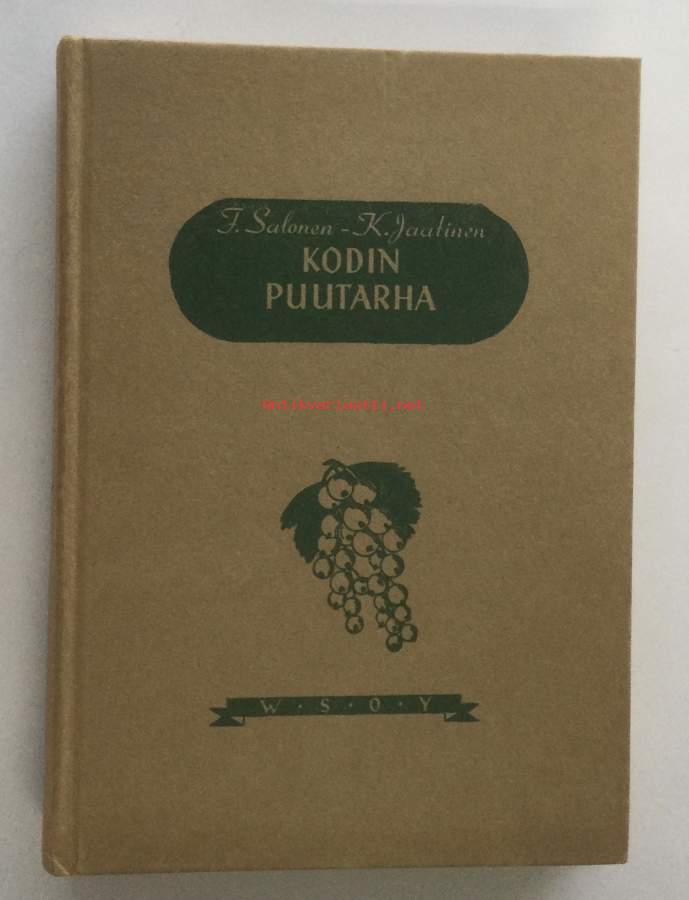 F. Salonen - K. Jaatinen
KODIN
PUUTARHA
antikvariaatti.net
W · S · O · Y